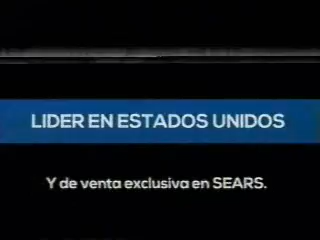 LIDER EN ESTADOS UNIDOS
Y de venta exclusiva en SEARS.